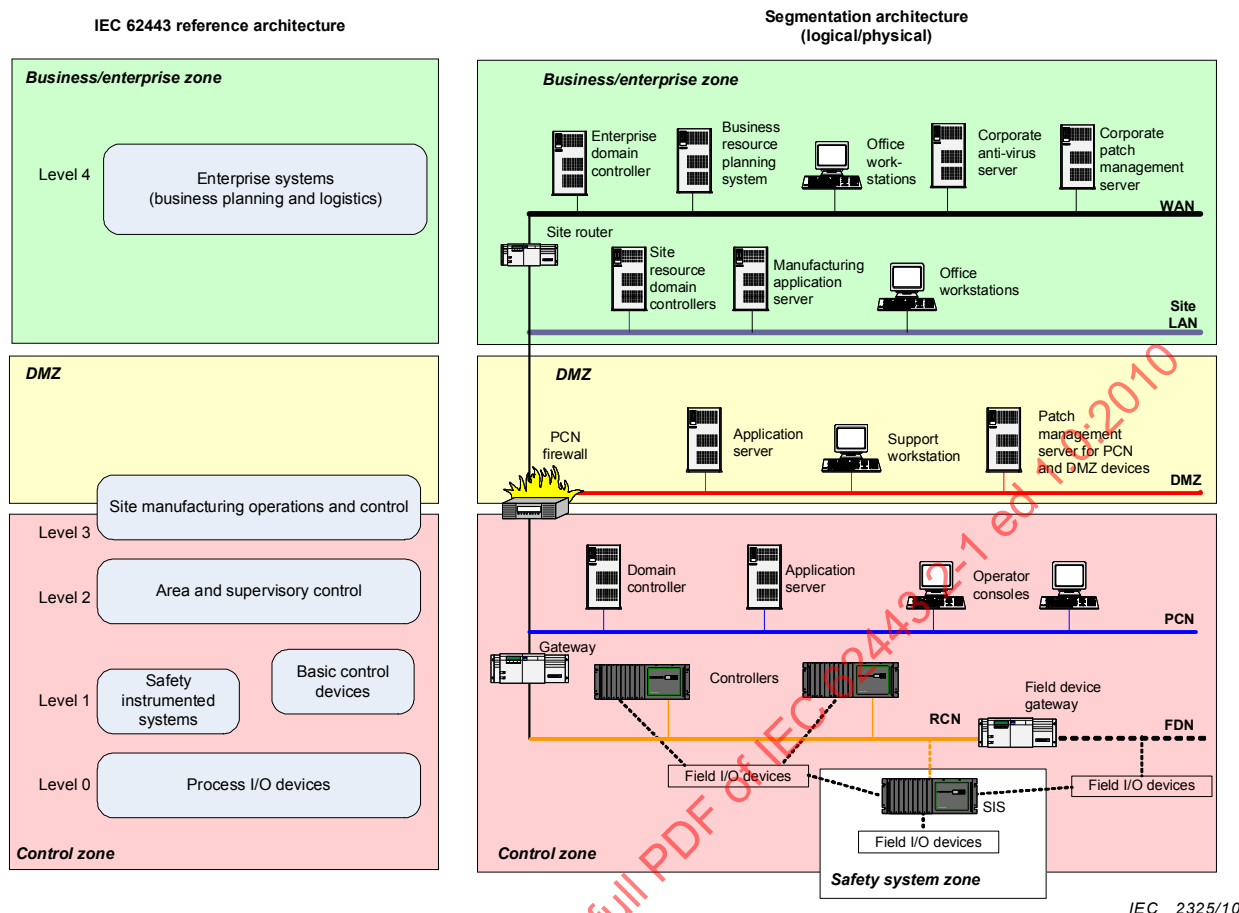 IEC 62443 reference architecture
Segmentation architecture
(logical/physical)
Business/enterprise zone
Level 4
Enterprise systems
(business planning and logistics)
DMZ
Site manufacturing operations and control
Level 3
Level 2
Area and supervisory control
Level 1
Safety
instrumented
systems
Basic control
devices
Level 0
Process I/O devices
Control zone
Business/enterprise zone
Enterprise
domain
controller
Business
resource
planning
system
Office
work-
stations
Corporate
anti-virus
server
Corporate
patch
management
server
WAN
Site router
Site
resource
domain
controllers
Manufacturing
application
server
Office
workstations
Site
LAN
DMZ
PCN
firewall
Application
server
Support
workstation
Patch
management
server for PCN
and DMZ devices
DMZ
Domain
controller
Application
server
Operator
consoles
PCN
Gateway
Controllers
Field device
gateway
RCN
FDN
Field I/O devices
SIS
Field I/O devices
Field I/O devices
Control zone
Safety system zone
full PDF of IEC 62443-2-1 ed 1.0:2010
IEC 2325/10